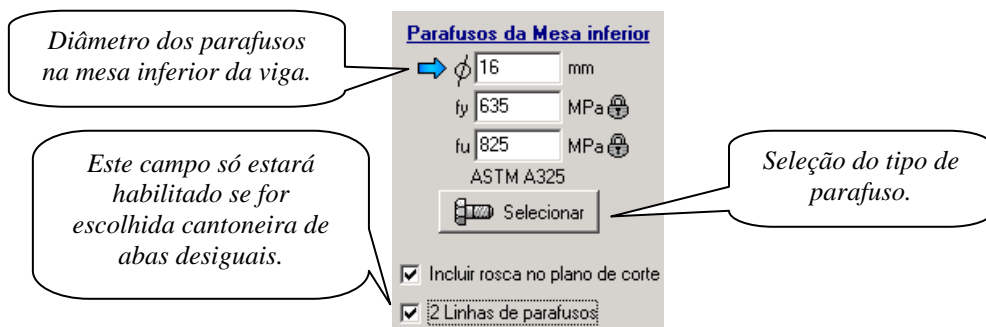 Diâmetro dos parafusos
na mesa inferior da viga.
Este campo só estará
habilitado se for
escolhida cantoneira de
abas desiguais.
Parafusos da Mesa inferior
ϕ 16 mm
fy 635 MPa
fu 825 MPa
ASTM A325
Selecionar
Incluir rosca no plano de corte
2 Linhas de parafusos
Seleção do tipo de
parafuso.